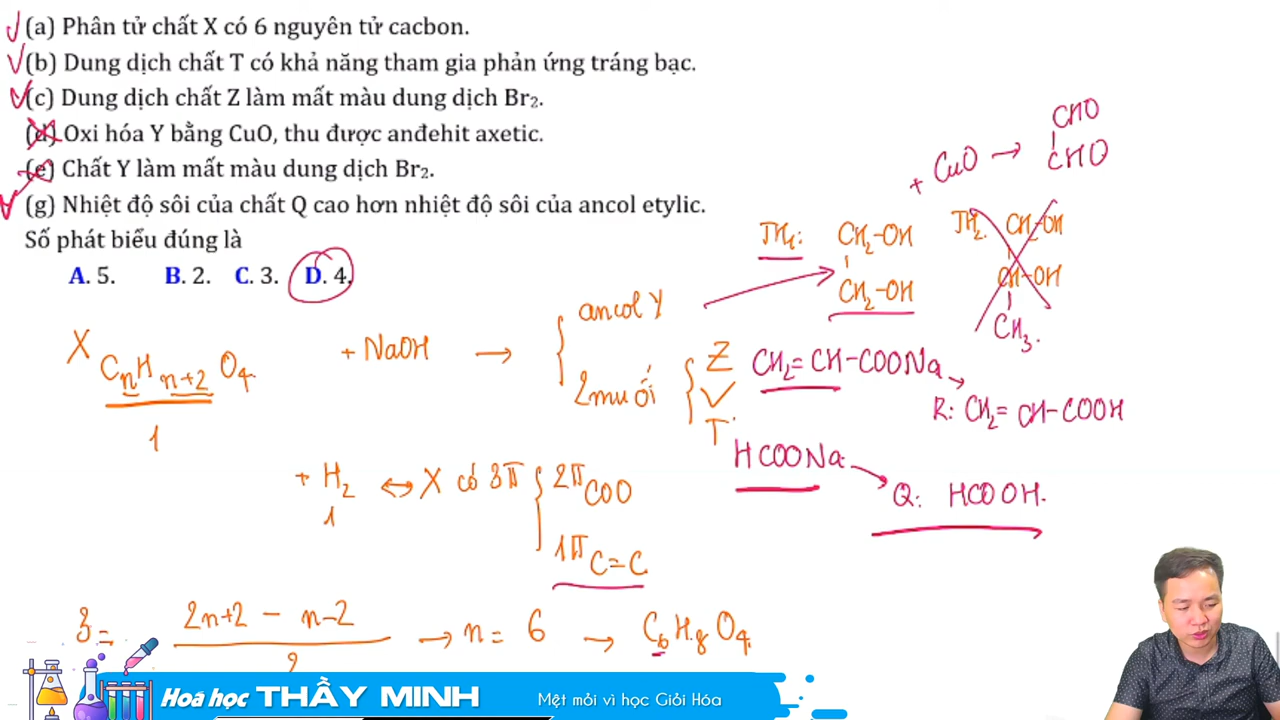 (a) Phân tử chất X có 6 nguyên tử cacbon.
(b) Dung dịch chất T có khả năng tham gia phản ứng tráng bạc.
(c) Dung dịch chất Z làm mất màu dung dịch Br₂.
(d) Oxi hóa Y bằng CuO, thu được anđehit axetic.
(e) Chất Y làm mất màu dung dịch Br₂.
(g) Nhiệt độ sôi của chất Q cao hơn nhiệt độ sôi của ancol etylic.
Số phát biểu đúng là
A. 5. B. 2. C. 3. D. 4.
CHO
+ CuO → CHO
TH₁: CH₂-OH
CH₂-OH
TH₂. CH₂-OH
CH-OH
CH₃.
X CnHn+2O₄. + NaOH → ancol Y
1
2 muối Z CH₂=CH-COONa
V
T HCOONa
R: CH₂=CH-COOH
Q: HCOOH.
+ H₂ ⇔ X có 3π 2π COO
1
1π C=C
3 = 2n+2 - n-2 → n = 6 → C₆H₈O₄.
2
Hoá học THẦY MINH Mệt mỏi vì học Giỏi Hóa